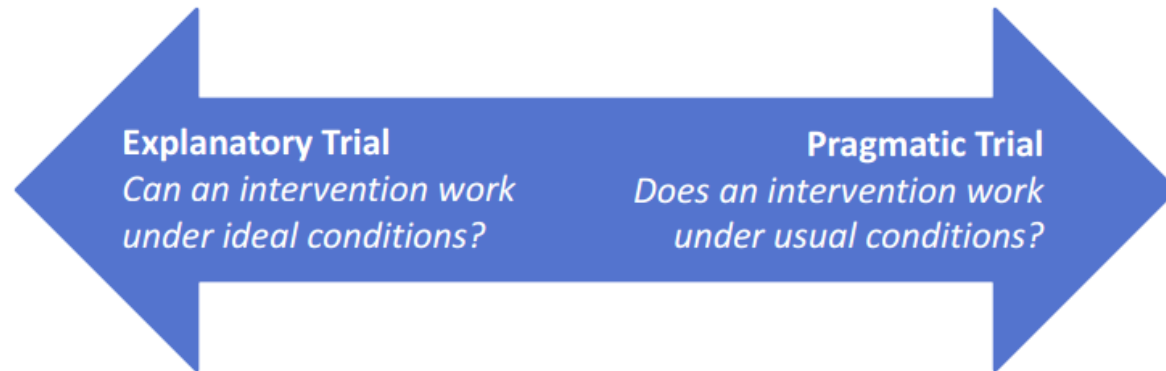 Explanatory Trial
Can an intervention work
under ideal conditions?
Pragmatic Trial
Does an intervention work
under usual conditions?